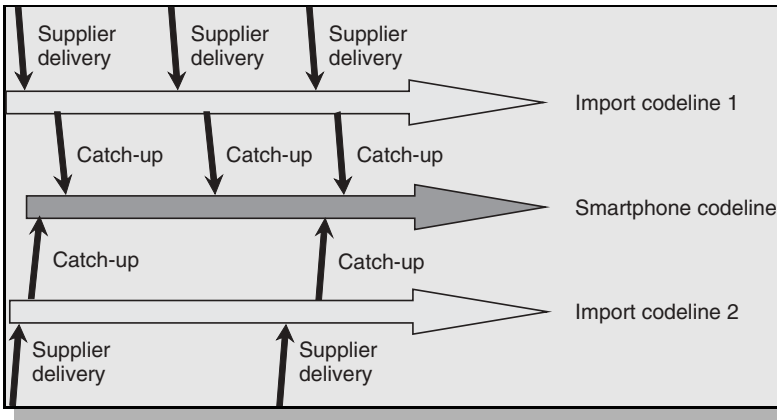 Supplier
delivery
Supplier
delivery
Supplier
delivery
Import codeline 1
Catch-up
Catch-up
Catch-up
Smartphone codeline
Catch-up
Catch-up
Import codeline 2
Supplier
delivery
Supplier
delivery